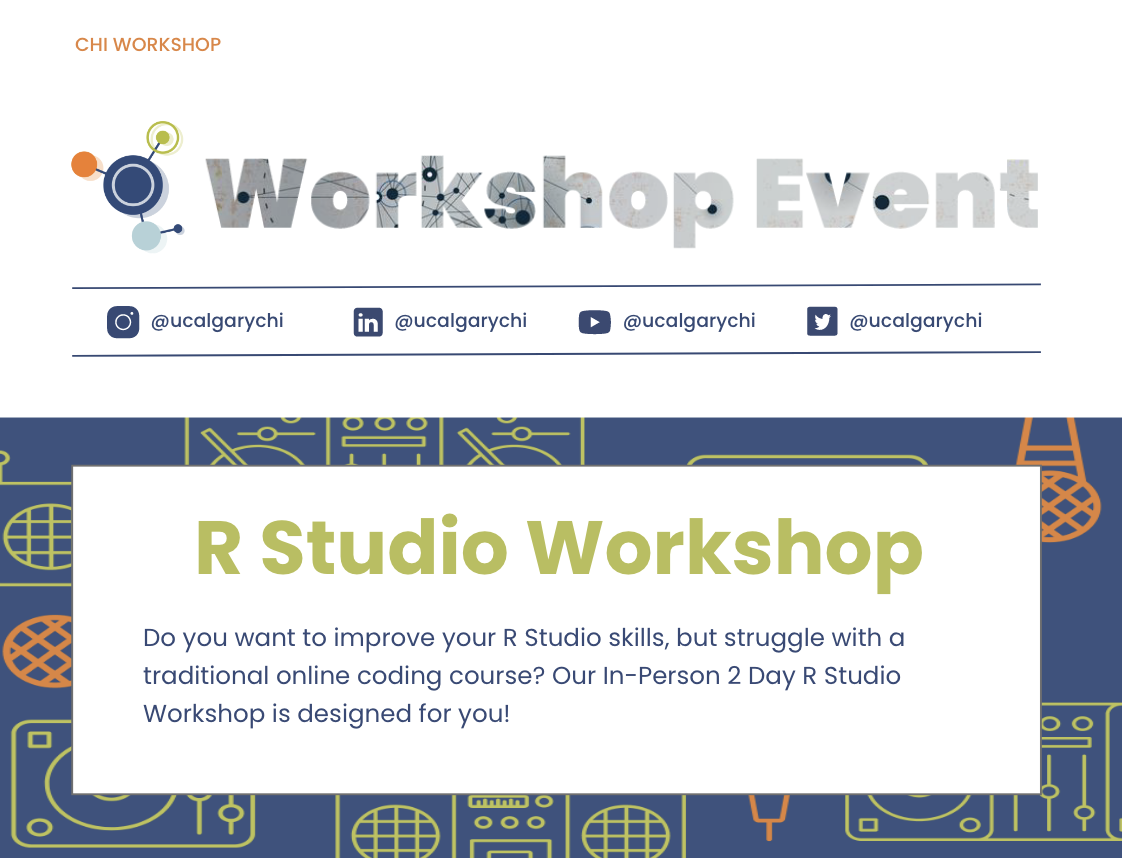 CHI WORKSHOP
Workshop Event
@ucalgarychi @ucalgarychi @ucalgarychi @ucalgarychi
R Studio Workshop
Do you want to improve your R Studio skills, but struggle with a
traditional online coding course? Our In-Person 2 Day R Studio
Workshop is designed for you!